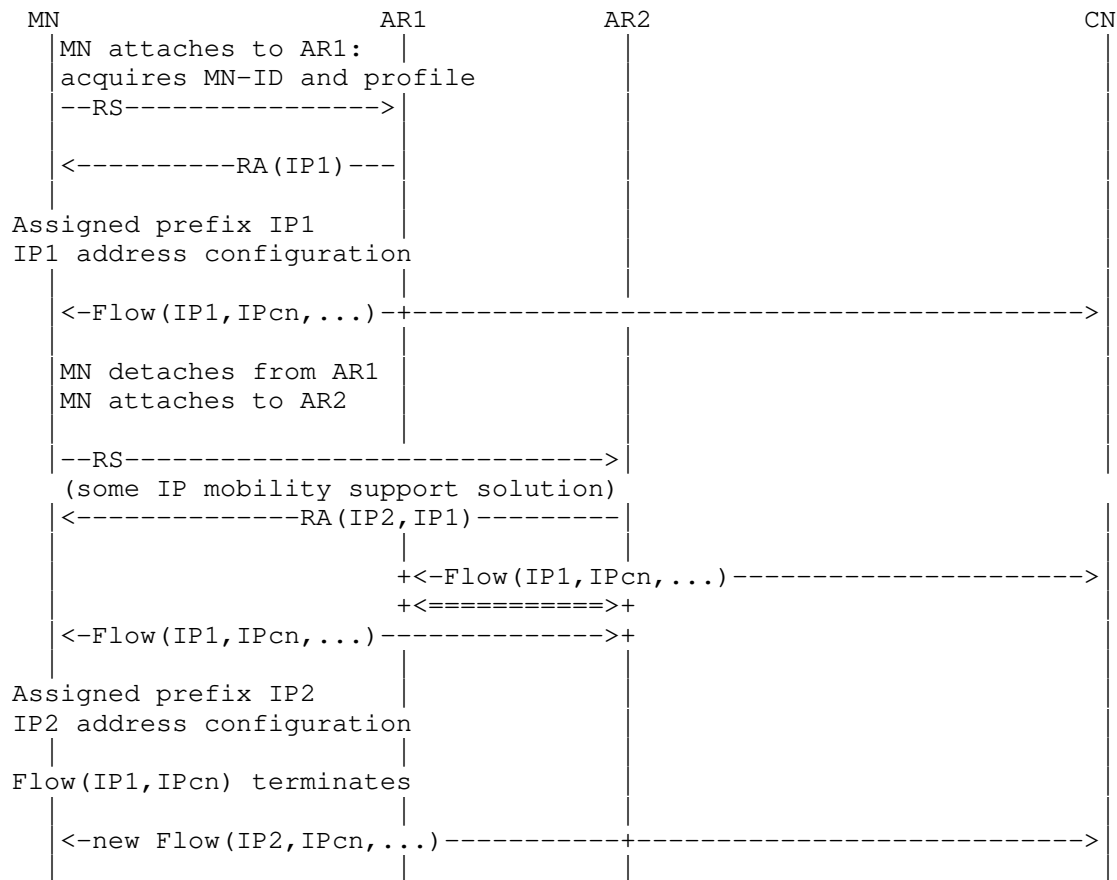 MN AR1 AR2 CN
MN attaches to AR1:
acquires MN-ID and profile
--RS---------------->
<----------RA(IP1)---
Assigned prefix IP1
IP1 address configuration
<-Flow(IP1,IPcn,...)-+------------------------------------------>
MN detaches from AR1
MN attaches to AR2
--RS------------------------------>
(some IP mobility support solution)
<--------------RA(IP2,IP1)---------
+<-Flow(IP1,IPcn,...)---------------------->
+<===========>+
<-Flow(IP1,IPcn,...)-------------->+
Assigned prefix IP2
IP2 address configuration
Flow(IP1,IPcn) terminates
<-new Flow(IP2,IPcn,...)-----------+---------------------------->